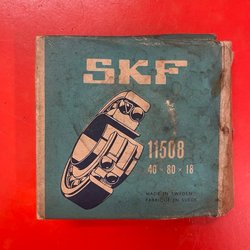 SKF
11508
40 - 80 - 18
MADE IN SWEDEN
FABRIQUÉ EN SUÈDE